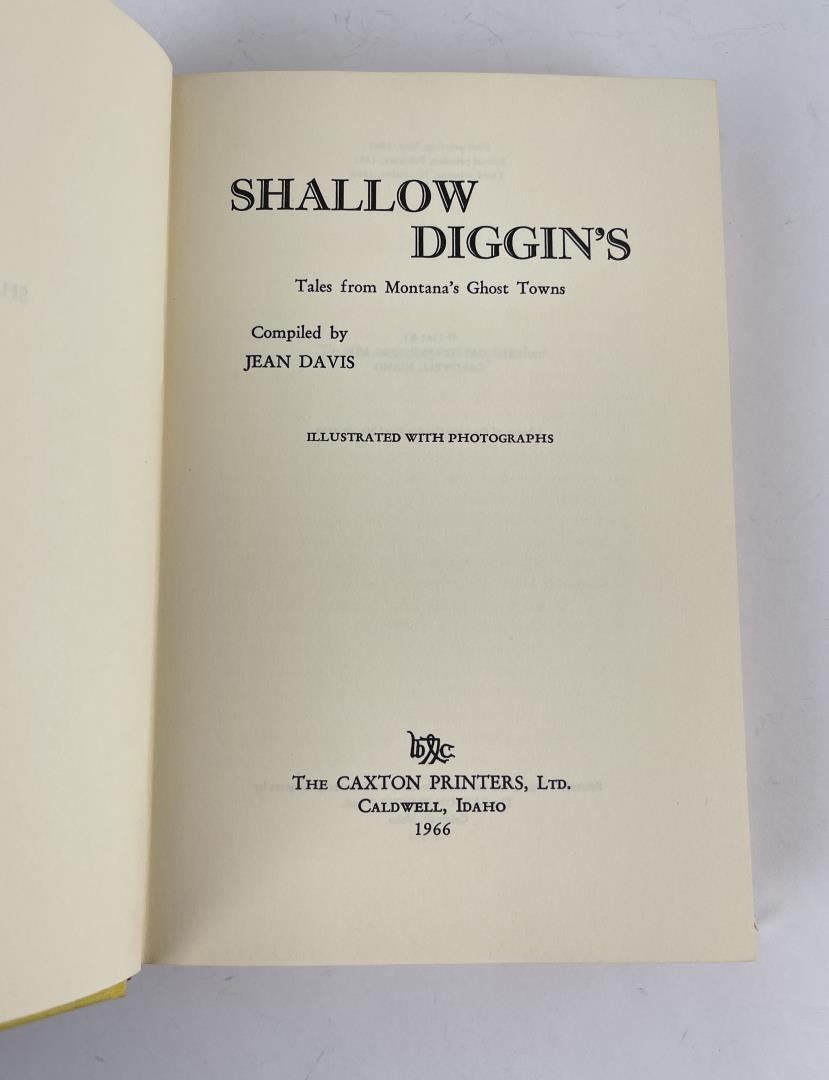 SHALLOW
DIGGIN'S
Tales from Montana's Ghost Towns
Compiled by
JEAN DAVIS
ILLUSTRATED WITH PHOTOGRAPHS
THE CAXTON PRINTERS, LTD.
CALDWELL, IDAHO
1966